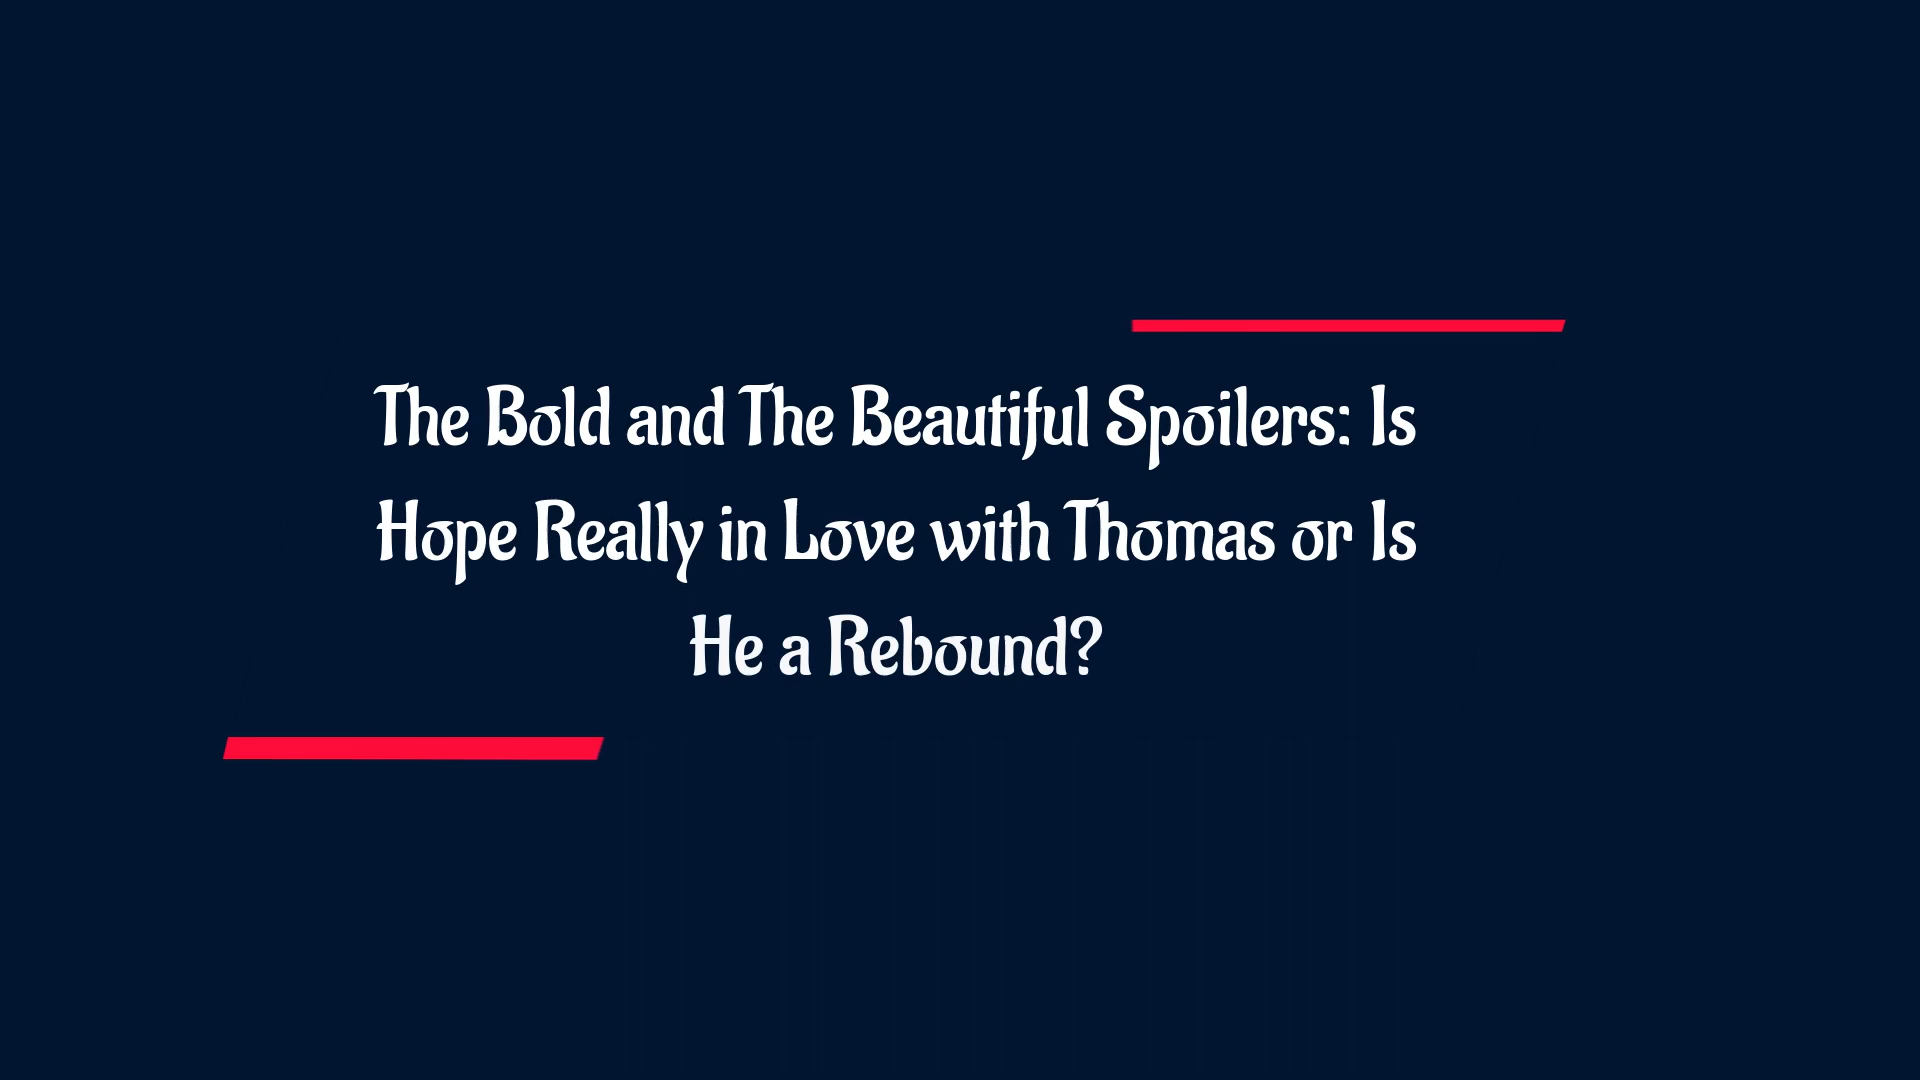 The Bold and The Beautiful Spoilers: Is
Hope Really in Love with Thomas or Is
He a Rebound?